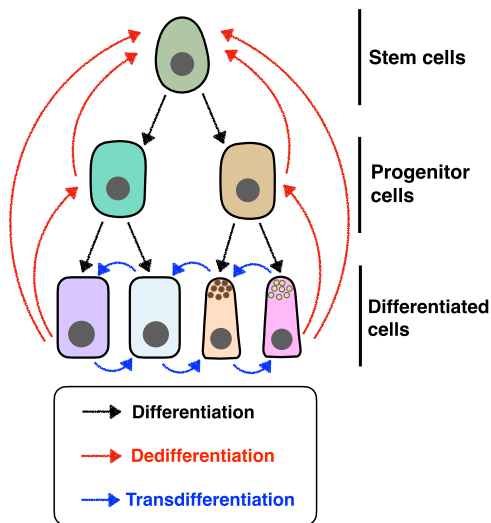 Stem cells
Progenitor
cells
Differentiated
cells
Differentiation
Dedifferentiation
Transdifferentiation